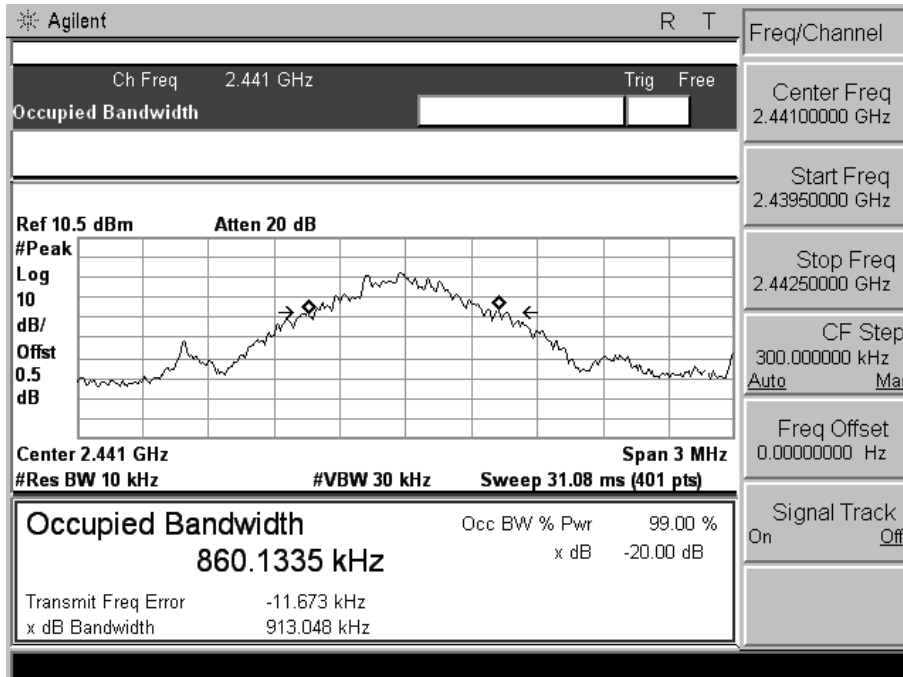 Agilent R T
Freq/Channel
Ch Freq 2.441 GHz Trig Free
Occupied Bandwidth
Center Freq
2.44100000 GHz
Start Freq
2.43950000 GHz
Stop Freq
2.44250000 GHz
CF Step
300.000000 kHz
Auto Man
Freq Offset
0.00000000 Hz
Signal Track
On Off
Ref 10.5 dBm Atten 20 dB
#Peak
Log
10
dB/
Offst
0.5
dB
Center 2.441 GHz Span 3 MHz
#Res BW 10 kHz #VBW 30 kHz Sweep 31.08 ms (401 pts)
Occupied Bandwidth
860.1335 kHz
Occ BW % Pwr 99.00 %
x dB -20.00 dB
Transmit Freq Error -11.673 kHz
x dB Bandwidth 913.048 kHz